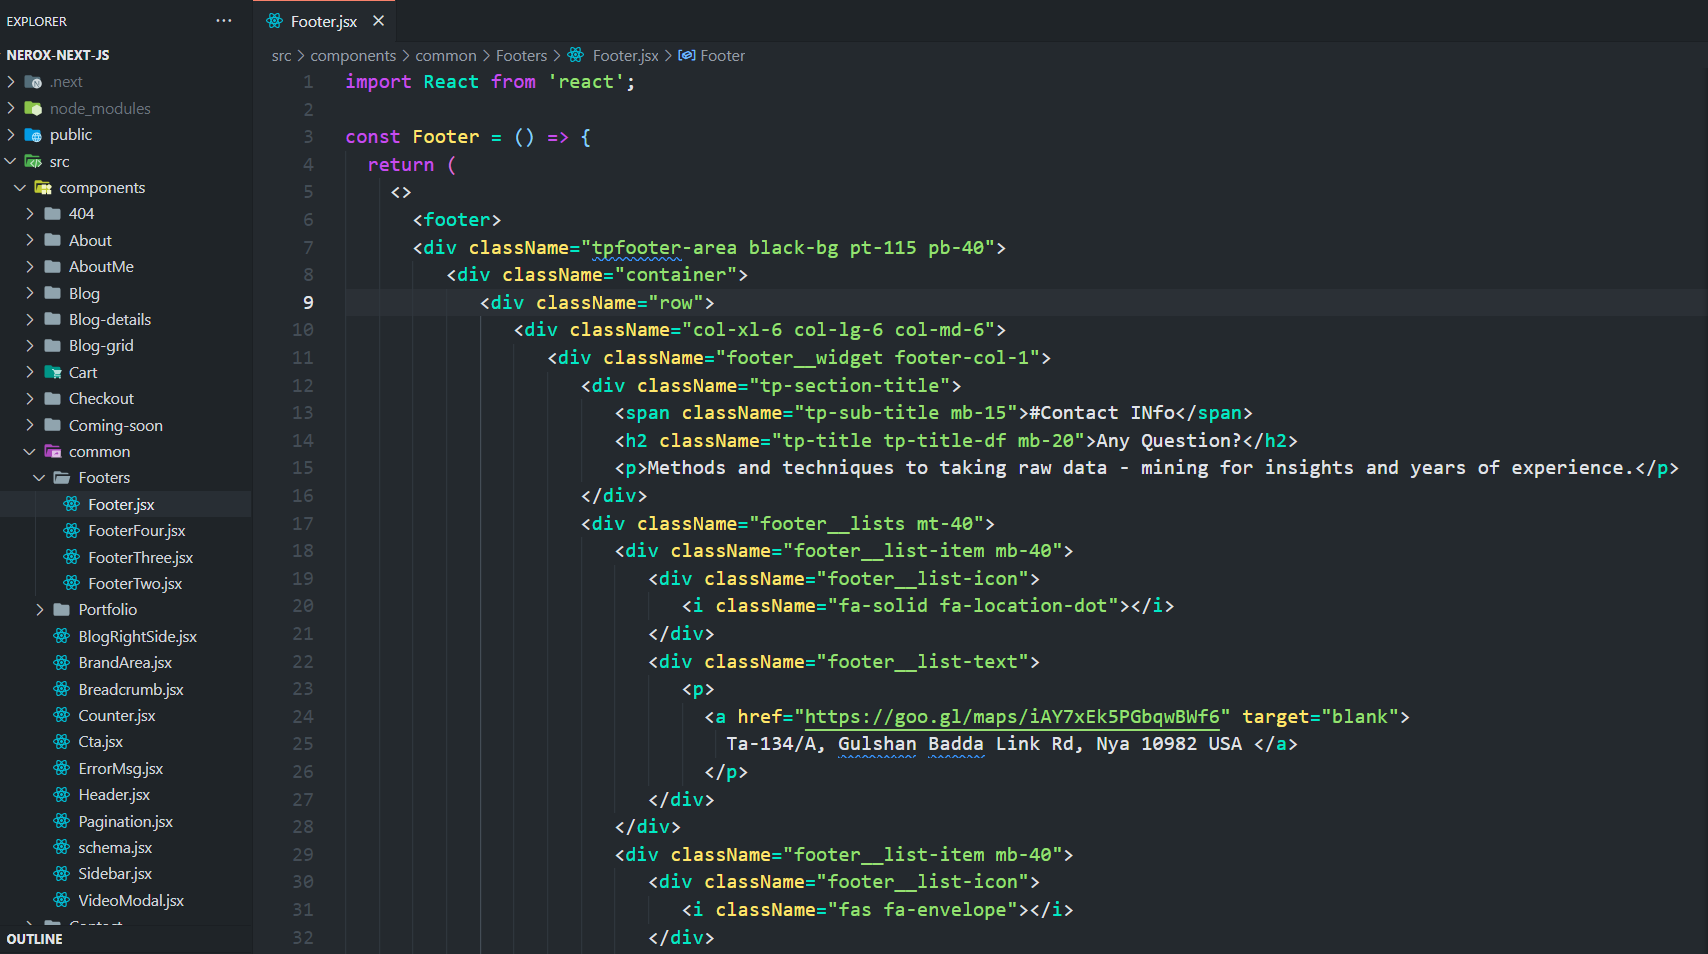 EXPLORER
···
Footer.jsx
NEROX-NEXT-JS
.next
node_modules
public
src
components
404
About
AboutMe
Blog
Blog-details
Blog-grid
Cart
Checkout
Coming-soon
common
Footers
Footer.jsx
FooterFour.jsx
FooterThree.jsx
FooterTwo.jsx
Portfolio
BlogRightSide.jsx
BrandArea.jsx
Breadcrumb.jsx
Counter.jsx
Cta.jsx
ErrorMsg.jsx
Header.jsx
Pagination.jsx
schema.jsx
Sidebar.jsx
VideoModal.jsx
Contact
OUTLINE
src > components > common > Footers > Footer.jsx > Footer
1 import React from 'react';
2
3 const Footer = () => {
4 return (
5 <>
6 <footer>
7 <div className="tpfooter-area black-bg pt-115 pb-40">
8 <div className="container">
9 <div className="row">
10 <div className="col-xl-6 col-lg-6 col-md-6">
11 <div className="footer__widget footer-col-1">
12 <div className="tp-section-title">
13 <span className="tp-sub-title mb-15">#Contact INfo</span>
14 <h2 className="tp-title tp-title-df mb-20">Any Question?</h2>
15 <p>Methods and techniques to taking raw data - mining for insights and years of experience.</p>
16 </div>
17 <div className="footer__lists mt-40">
18 <div className="footer__list-item mb-40">
19 <div className="footer__list-icon">
20 <i className="fa-solid fa-location-dot"></i>
21 </div>
22 <div className="footer__list-text">
23 <p>
24 <a href="https://goo.gl/maps/iAY7xEk5PGbqwBWf6" target="blank">
25 Ta-134/A, Gulshan Badda Link Rd, Nya 10982 USA </a>
26 </p>
27 </div>
28 </div>
29 <div className="footer__list-item mb-40">
30 <div className="footer__list-icon">
31 <i className="fas fa-envelope"></i>
32 </div>